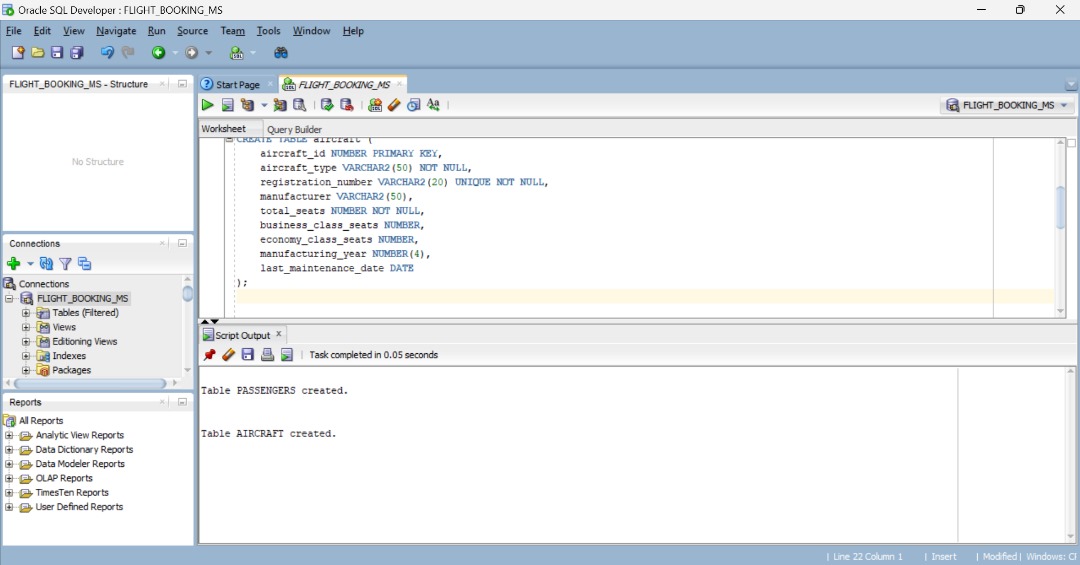 Oracle SQL Developer : FLIGHT_BOOKING_MS
File Edit View Navigate Run Source Team Tools Window Help
FLIGHT_BOOKING_MS - Structure
Start Page
FLIGHT_BOOKING_MS
FLIGHT_BOOKING_MS
Worksheet Query Builder
No Structure
CREATE TABLE aircraft (
aircraft_id NUMBER PRIMARY KEY,
aircraft_type VARCHAR2(50) NOT NULL,
registration_number VARCHAR2(20) UNIQUE NOT NULL,
manufacturer VARCHAR2(50),
total_seats NUMBER NOT NULL,
business_class_seats NUMBER,
economy_class_seats NUMBER,
manufacturing_year NUMBER(4),
last_maintenance_date DATE
);
Connections
Connections
FLIGHT_BOOKING_MS
Tables (Filtered)
Views
Editioning Views
Indexes
Packages
Script Output
Task completed in 0.05 seconds
Table PASSENGERS created.
Table AIRCRAFT created.
Reports
All Reports
Analytic View Reports
Data Dictionary Reports
Data Modeler Reports
OLAP Reports
TimesTen Reports
User Defined Reports
Line 22 Column 1 | Insert | Modified | Windows: Cl